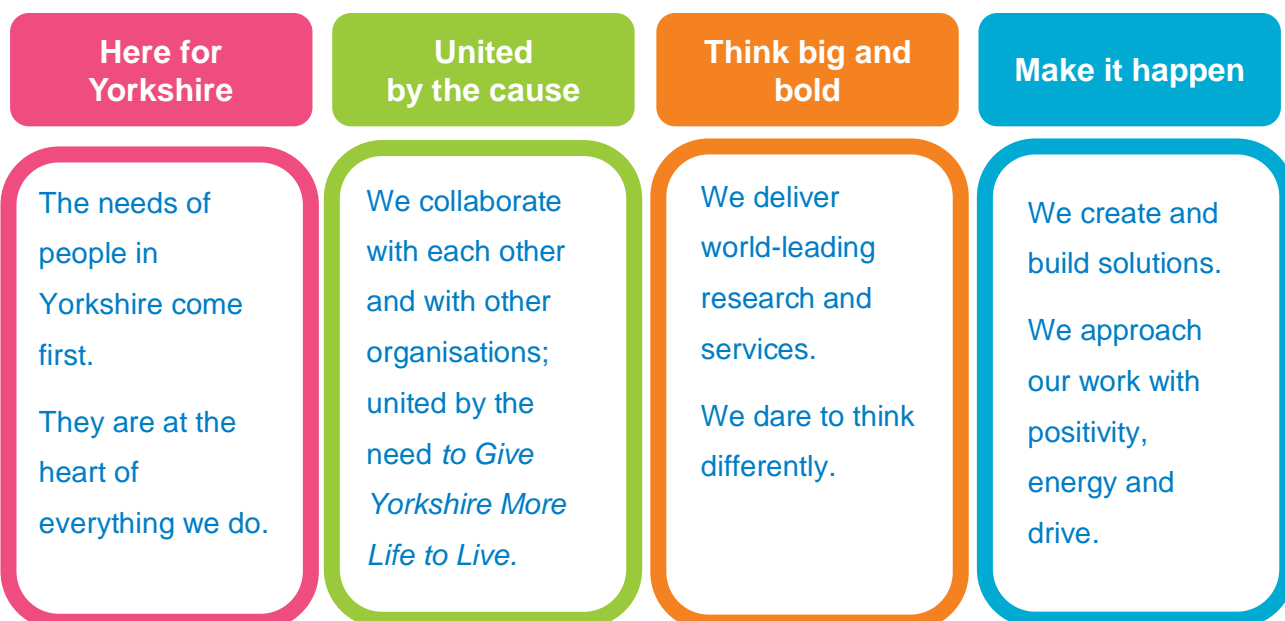 Here for
Yorkshire
The needs of
people in
Yorkshire come
first.
They are at the
heart of
everything we do.
United
by the cause
We collaborate
with each other
and with other
organisations;
united by the
need to Give
Yorkshire More
Life to Live.
Think big and
bold
We deliver
world-leading
research and
services.
We dare to think
differently.
Make it happen
We create and
build solutions.
We approach
our work with
positivity,
energy and
drive.